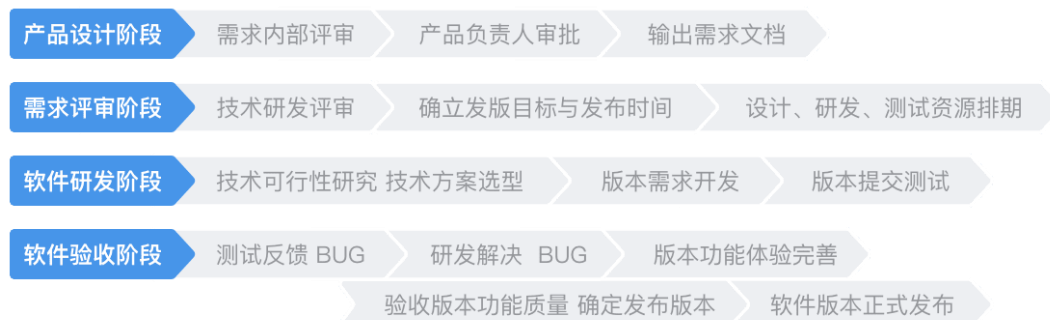 产品设计阶段 需求内部评审 产品负责人审批 输出需求文档
需求评审阶段 技术研发评审 确立发版目标与发布时间 设计、研发、测试资源排期
软件研发阶段 技术可行性研究 技术方案选型 版本需求开发 版本提交测试
软件验收阶段 测试反馈 BUG 研发解决 BUG 版本功能体验完善
验收版本功能质量 确定发布版本 软件版本正式发布